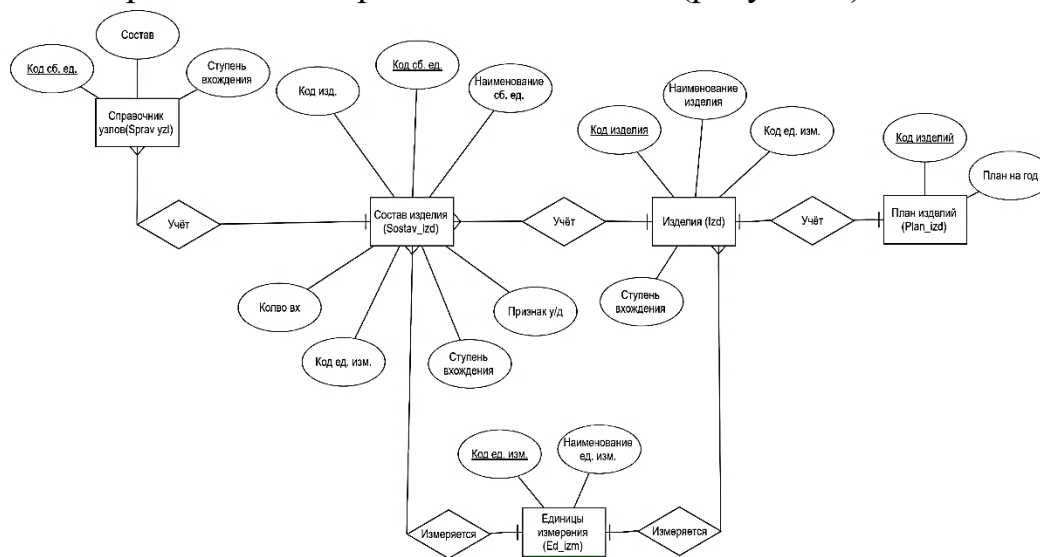 Состав
Код сб. ед.
Ступень
вхождения
Справочник
узлов(Sprav yzl)
Учёт
Код изд.
Код сб. ед.
Наименование
сб. ед.
Состав изделия
(Sostav_izd)
Колво вх
Код ед. изм.
Ступень
вхождения
Признак у/д
Учёт
Код изделия
Наименование
изделия
Код ед. изм.
Изделия (Izd)
Ступень
вхождения
Учёт
Код изделий
План на год
План изделий
(Plan_izd)
Код ед. изм.
Наименование
ед. изм.
Измеряется
Единицы
измерения
(Ed_izm)
Измеряется